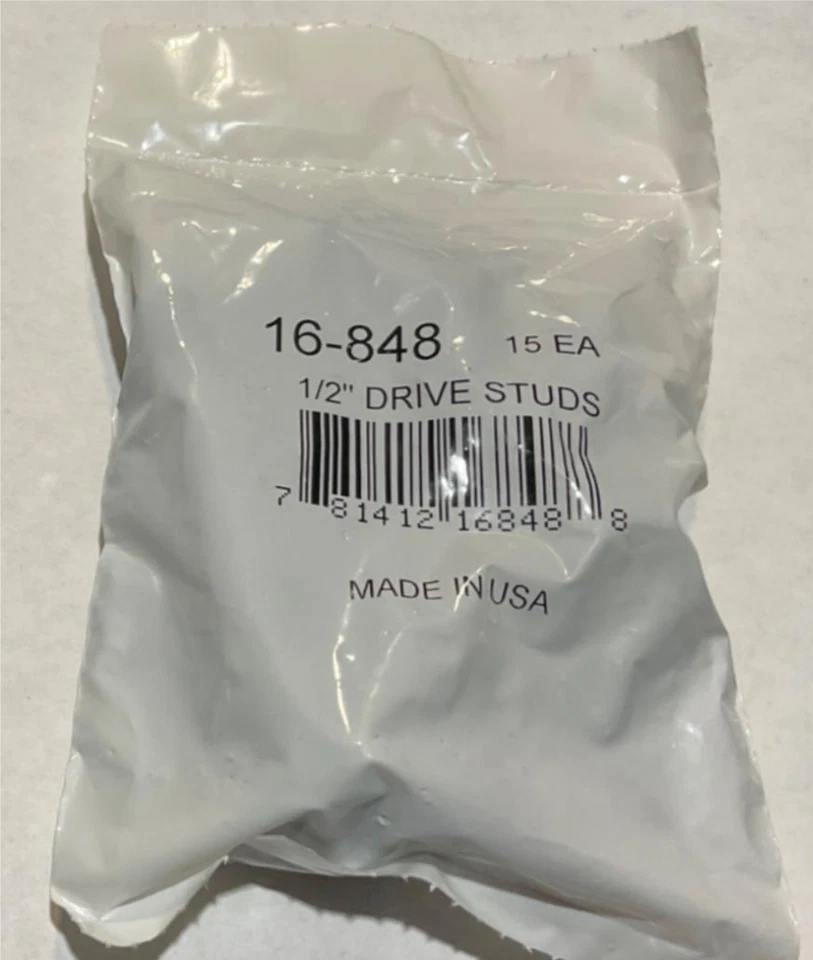 16-848 15 EA
1/2" DRIVE STUDS
7 81412 16848 8
MADE IN USA